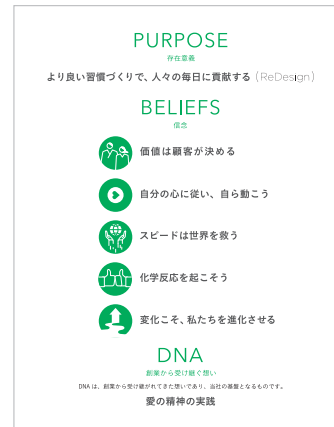 PURPOSE
存在意義
より良い習慣づくりで、人々の毎日に貢献する（ReDesign）
BELIEFS
信念
価値は顧客が決める
自分の心に従い、自ら動こう
スピードは世界を救う
化学反応を起こそう
変化こそ、私たちを進化させる
DNA
創業から受け継ぐ想い
DNAは、創業から受け継がれてきた想いであり、当社の基盤となるものです。
愛の精神の実践